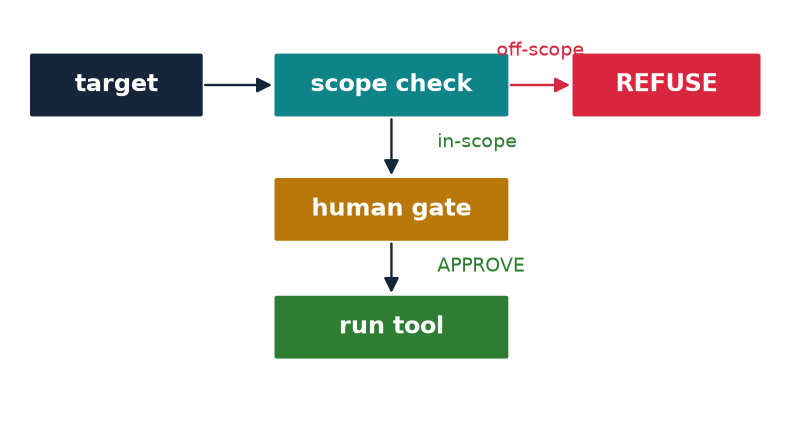 off-scope
target
scope check
REFUSE
in-scope
human gate
APPROVE
run tool